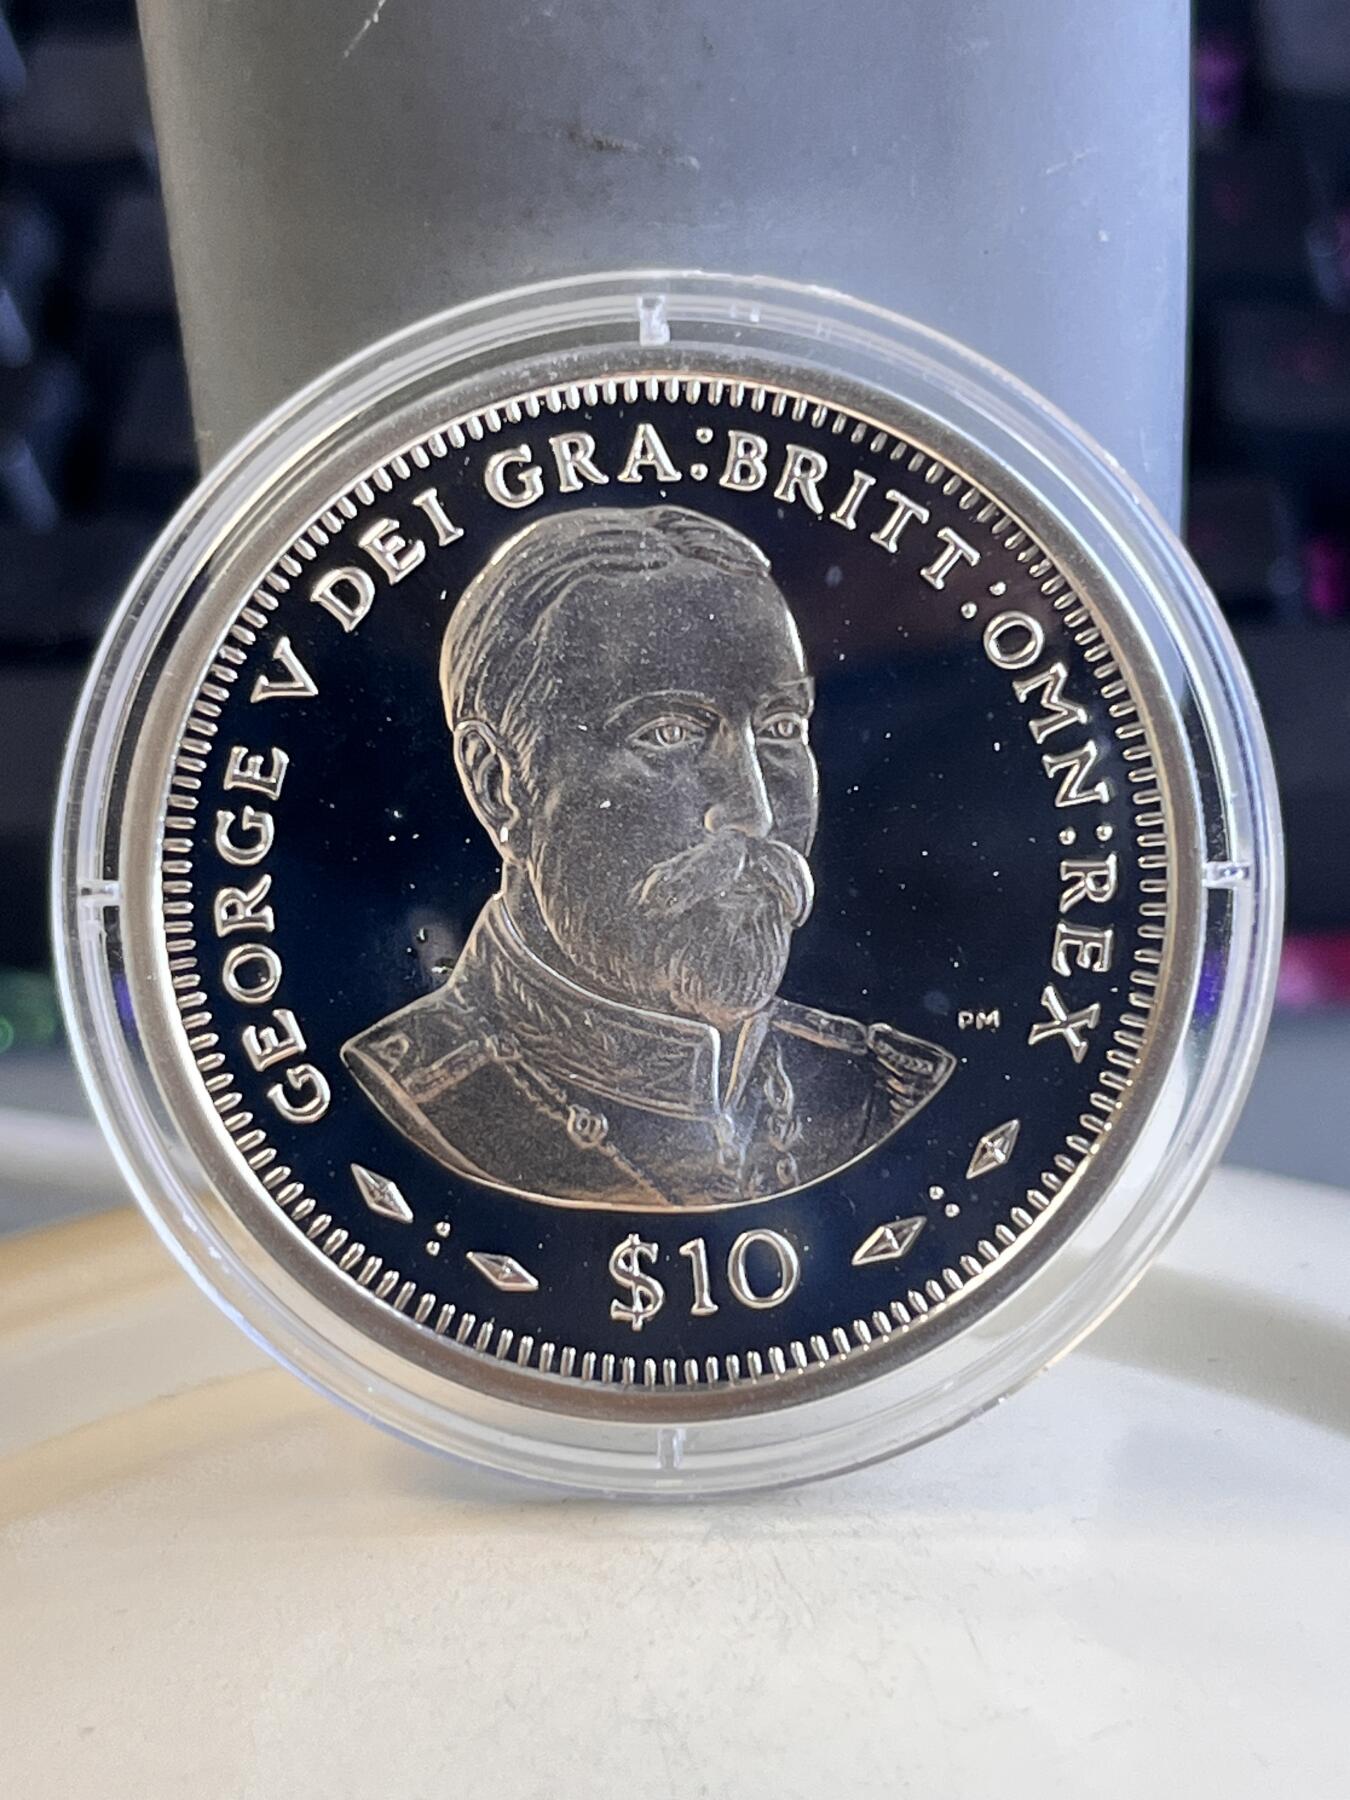 GEORGE V DEI GRA:BRITT:OMN:REX
PM
$10